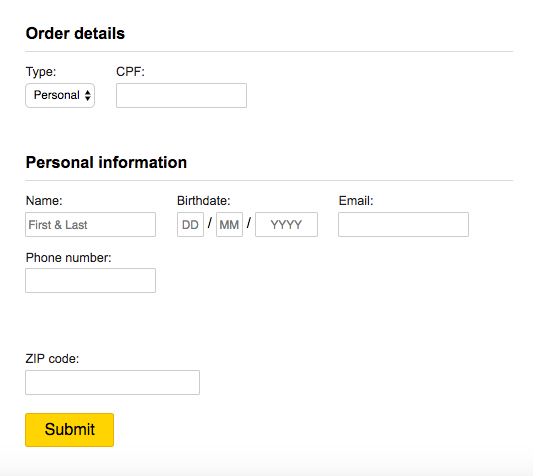 Order details
Type: CPF:
Personal
Personal information
Name: Birthdate: Email:
First & Last DD / MM / YYYY
Phone number:
ZIP code:
Submit